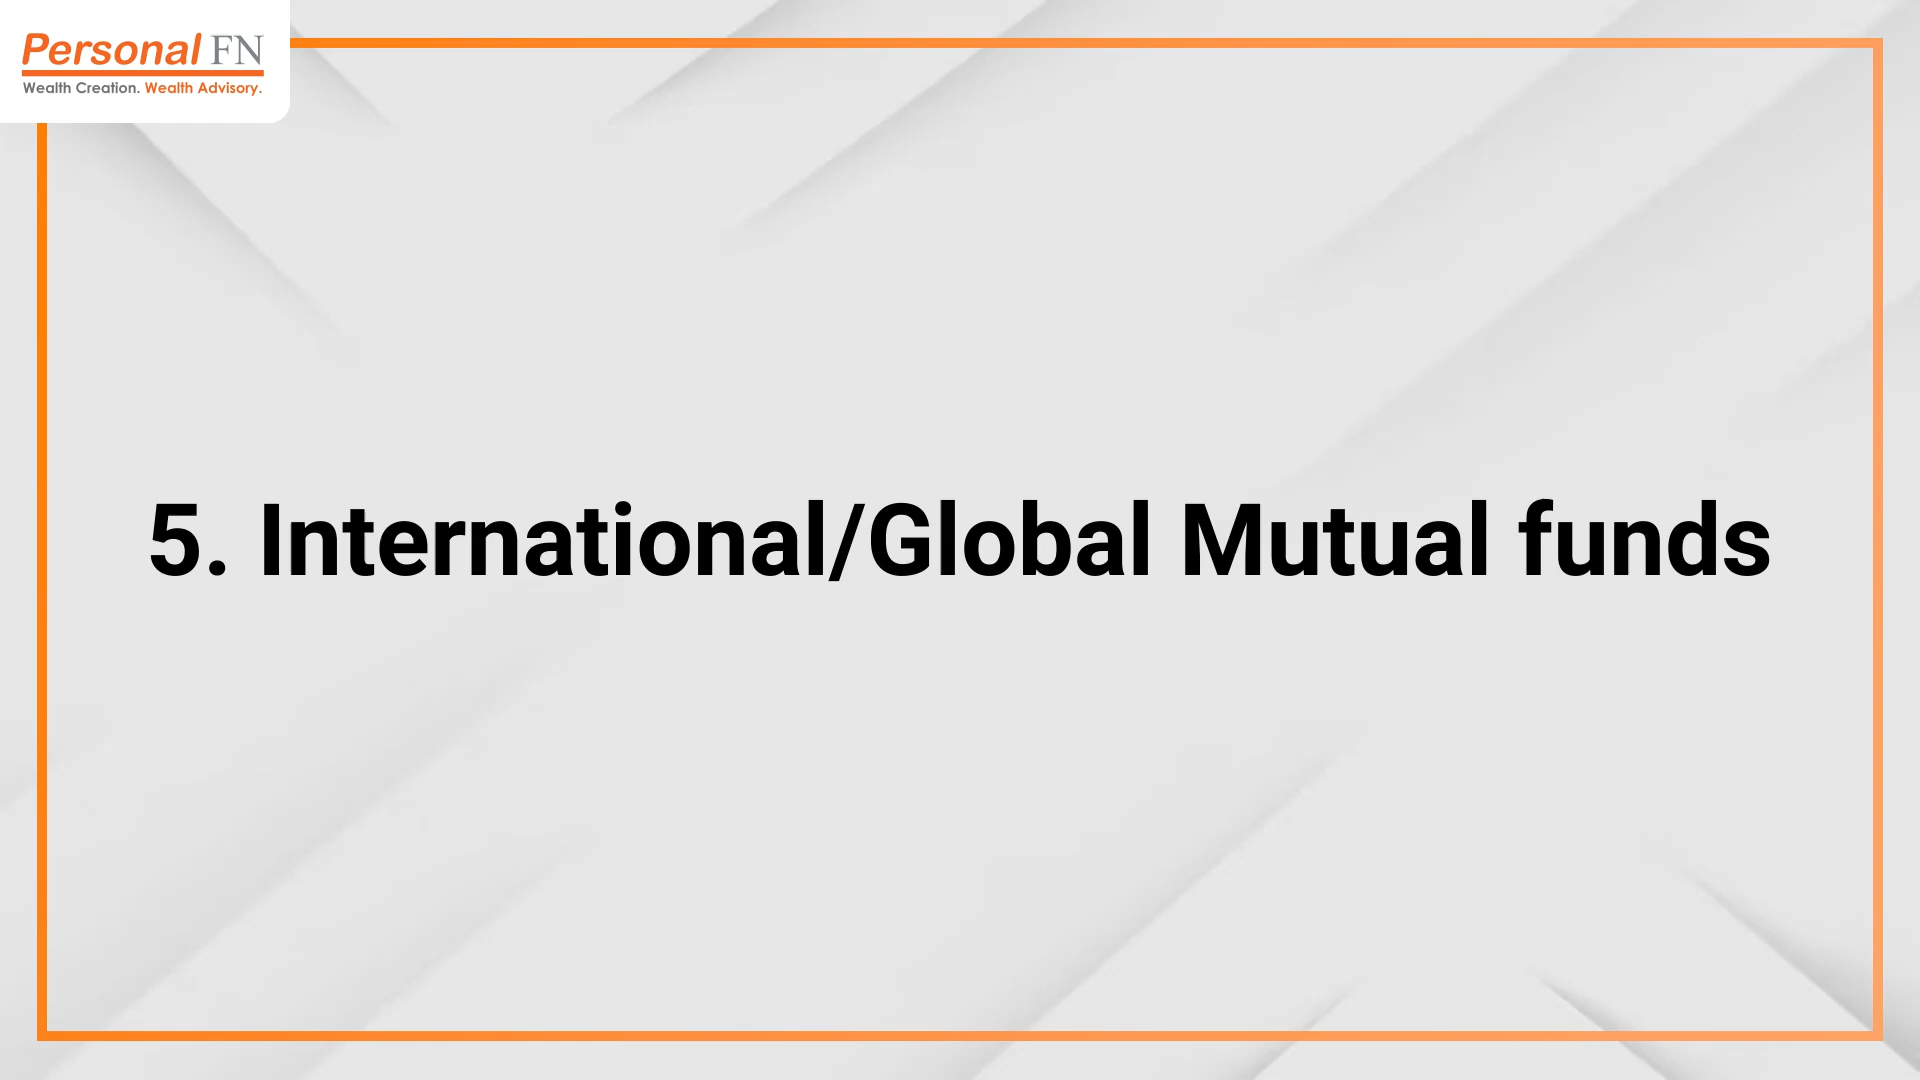 Personal FN
Wealth Creation. Wealth Advisory.
5. International/Global Mutual funds